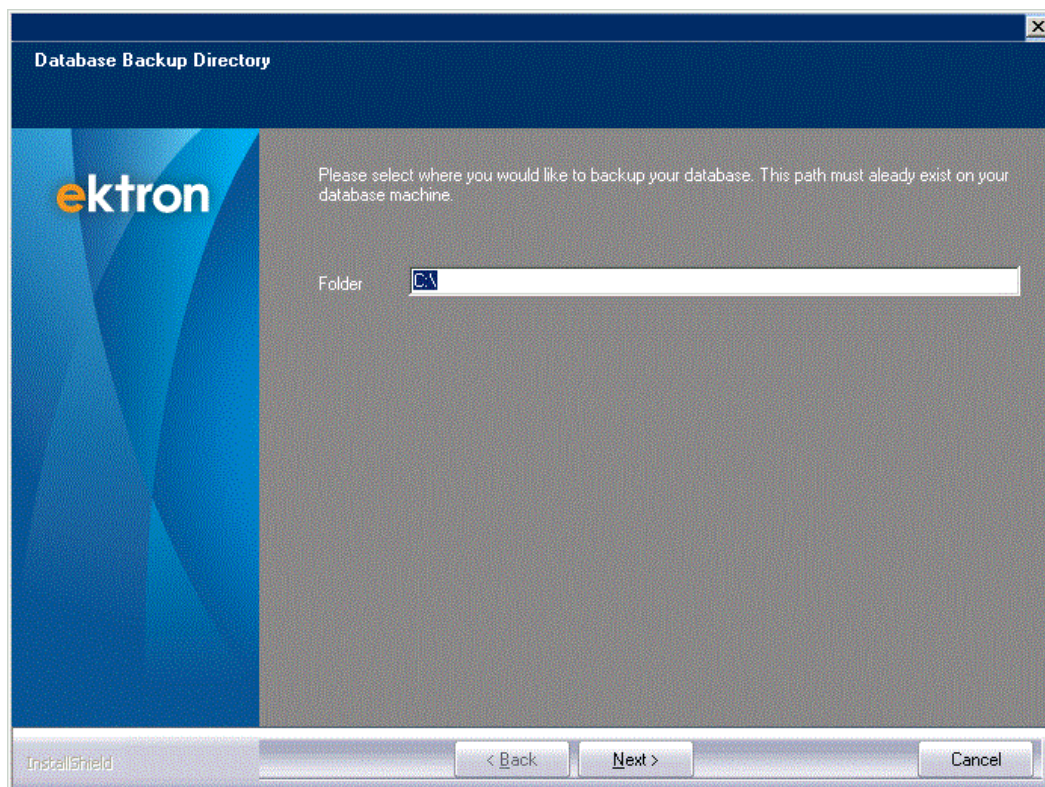 Database Backup Directory
ektron
Please select where you would like to backup your database. This path must aleady exist on your
database machine.
Folder
C:\
InstallShield
< Back
Next >
Cancel